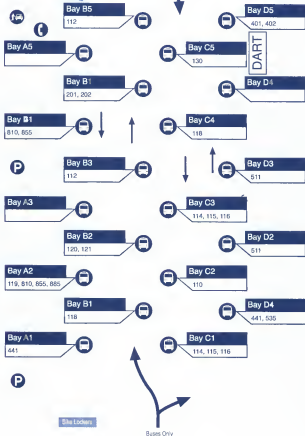 Bay B5
112
Bay D5
401, 402
Bay A5
Bay C5
130
DART
Bay B1
201, 202
Bay D4
Bay B1
810, 855
Bay C4
118
Bay B3
112
Bay D3
511
Bay A3
Bay C3
114, 115, 116
Bay B2
120, 121
Bay D2
511
Bay A2
119, 810, 855, 885
Bay C2
110
Bay B1
118
Bay D4
441, 535
Bay A1
441
Bay C1
114, 115, 116
P
P
Buses Only